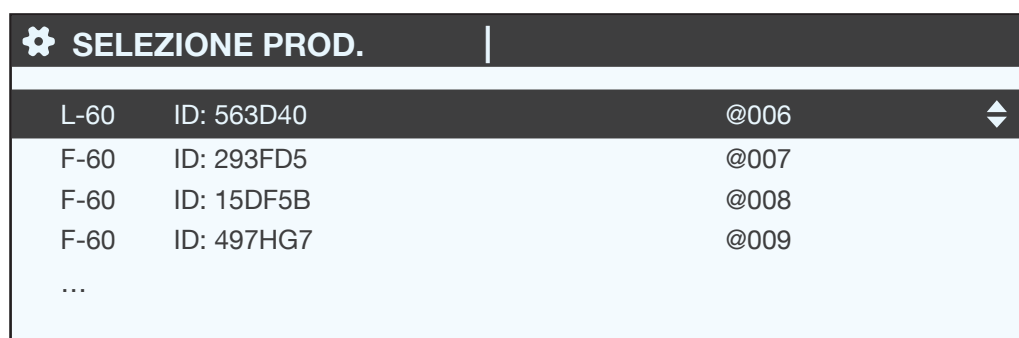 SELEZIONE PROD.
L-60 ID: 563D40 @006
F-60 ID: 293FD5 @007
F-60 ID: 15DF5B @008
F-60 ID: 497HG7 @009
…